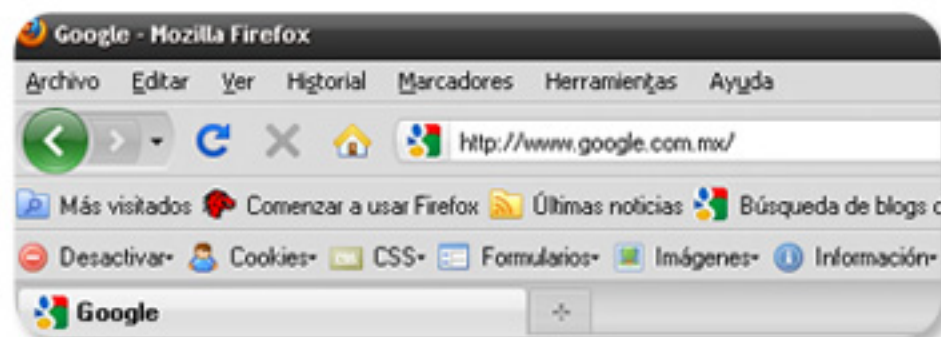 Google - Mozilla Firefox
Archivo Editar Ver Historial Marcadores Herramientas Ayuda
http://www.google.com.mx/
Más visitados Comenzar a usar Firefox Últimas noticias Búsqueda de blogs
Desactivar Cookies CSS Formularios Imágenes Información
Google